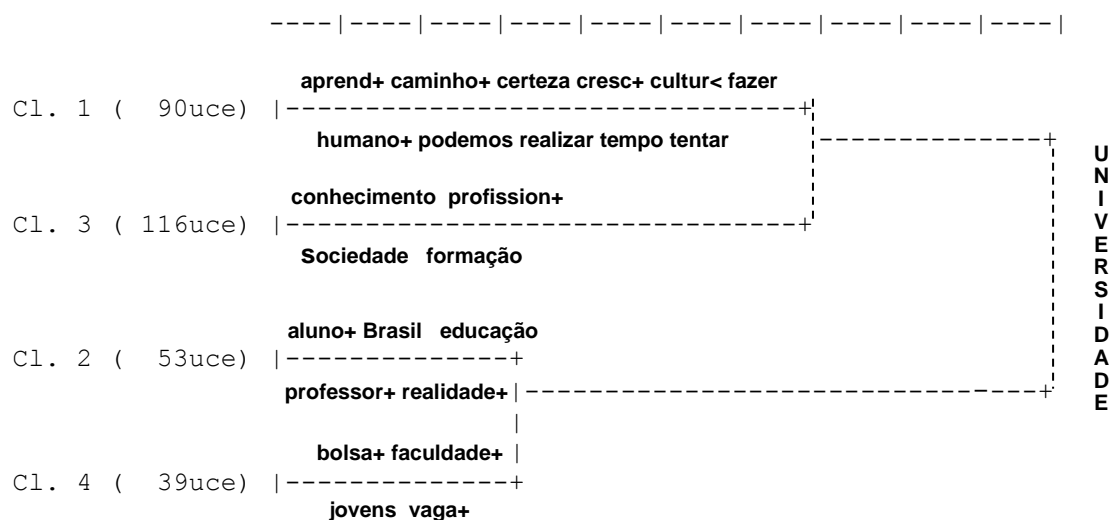 ----|----|----|----|----|----|----|----|----|----|
aprend+ caminho+ certeza cresc+ cultur< fazer
Cl. 1 (  90uce) |--------------------------------+
humano+ podemos realizar tempo tentar
conhecimento profission+
Cl. 3 ( 116uce) |--------------------------------+
Sociedade formação
aluno+ Brasil educação
Cl. 2 (  53uce) |--------------+
professor+ realidade+
bolsa+ faculdade+
Cl. 4 (  39uce) |--------------+
jovens vaga+
UNIVERSIDADE